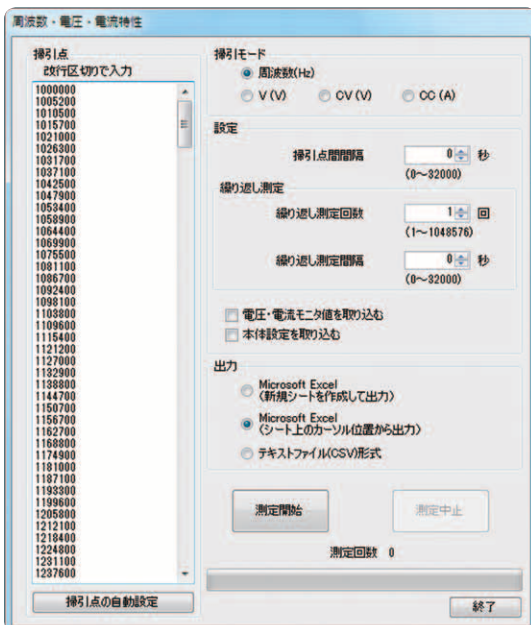 周波数・電圧・電流特性
掃引点
改行区切りで入力
1000000
1005200
1010500
1015700
1021000
1026300
1031700
1037100
1042500
1047900
1053400
1058900
1064400
1069900
1075500
1081100
1086700
1092400
1098100
1103800
1109600
1115400
1121200
1127000
1132900
1138800
1144700
1150700
1156700
1162700
1168800
1174900
1181000
1187100
1193300
1199600
1205800
1212100
1218400
1224800
1231100
1237600
掃引点の自動設定
掃引モード
周波数(Hz)
V (V) CV (V) CC (A)
設定
掃引点間間隔 0 秒
(0～32000)
繰り返し測定
繰り返し測定回数 1 回
(1～1048576)
繰り返し測定間隔 0 秒
(0～32000)
電圧・電流モニタ値を取り込む
本体設定を取り込む
出力
Microsoft Excel
(新規シートを作成して出力)
Microsoft Excel
(シート上のカーソル位置から出力)
テキストファイル(CSV)形式
測定開始 測定中止
測定回数 0
終了